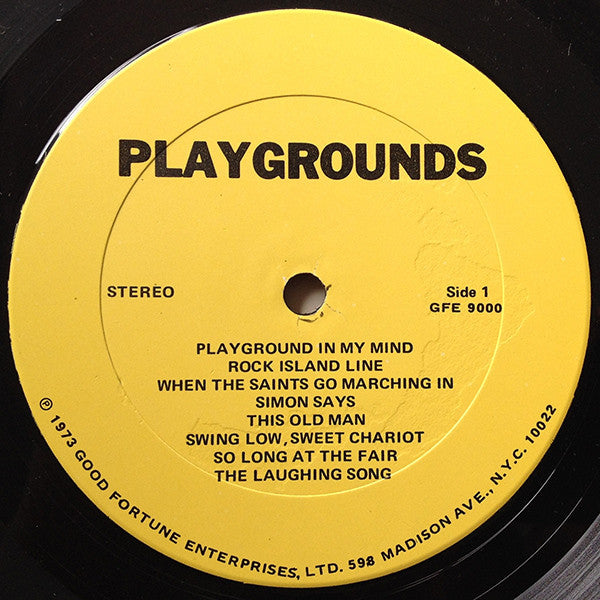 PLAYGROUNDS
STEREO
Side 1
GFE 9000
PLAYGROUND IN MY MIND
ROCK ISLAND LINE
WHEN THE SAINTS GO MARCHING IN
SIMON SAYS
THIS OLD MAN
SWING LOW, SWEET CHARIOT
SO LONG AT THE FAIR
THE LAUGHING SONG
℗ 1973 GOOD FORTUNE ENTERPRISES, LTD. 598 MADISON AVE., N.Y.C. 10022